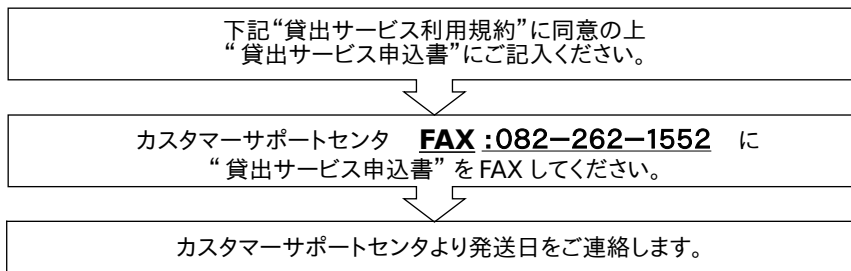 下記“貸出サービス利用規約”に同意の上
“貸出サービス申込書”にご記入ください。
カスタマーサポートセンタ FAX:082－262－1552 に
“貸出サービス申込書”をFAXしてください。
カスタマーサポートセンタより発送日をご連絡します。